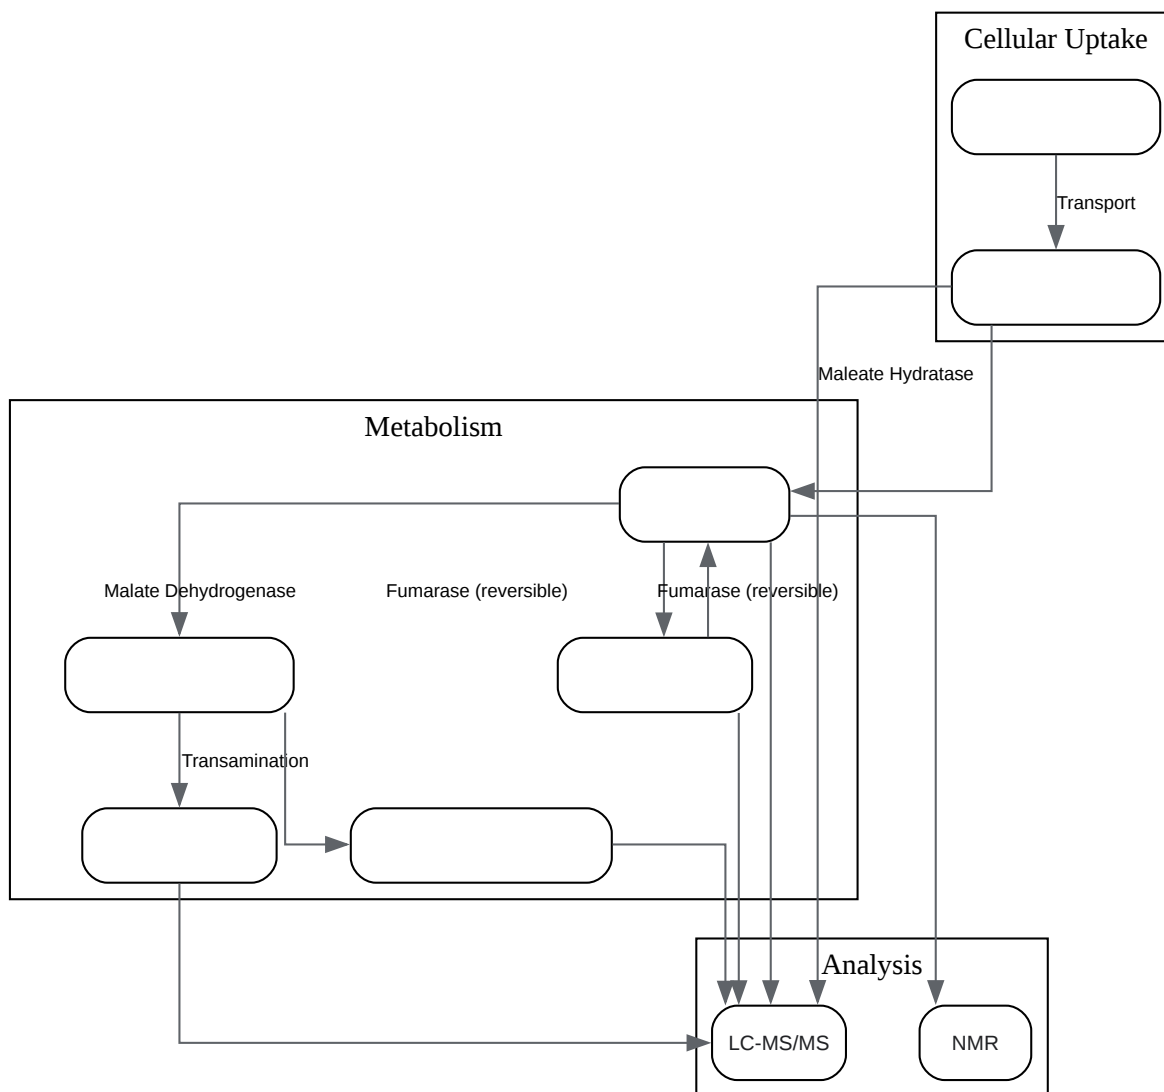 Cellular Uptake
Transport
Maleate Hydratase
Metabolism
Malate Dehydrogenase
Fumarase (reversible)
Fumarase (reversible)
Transamination
Analysis
LC-MS/MS
NMR